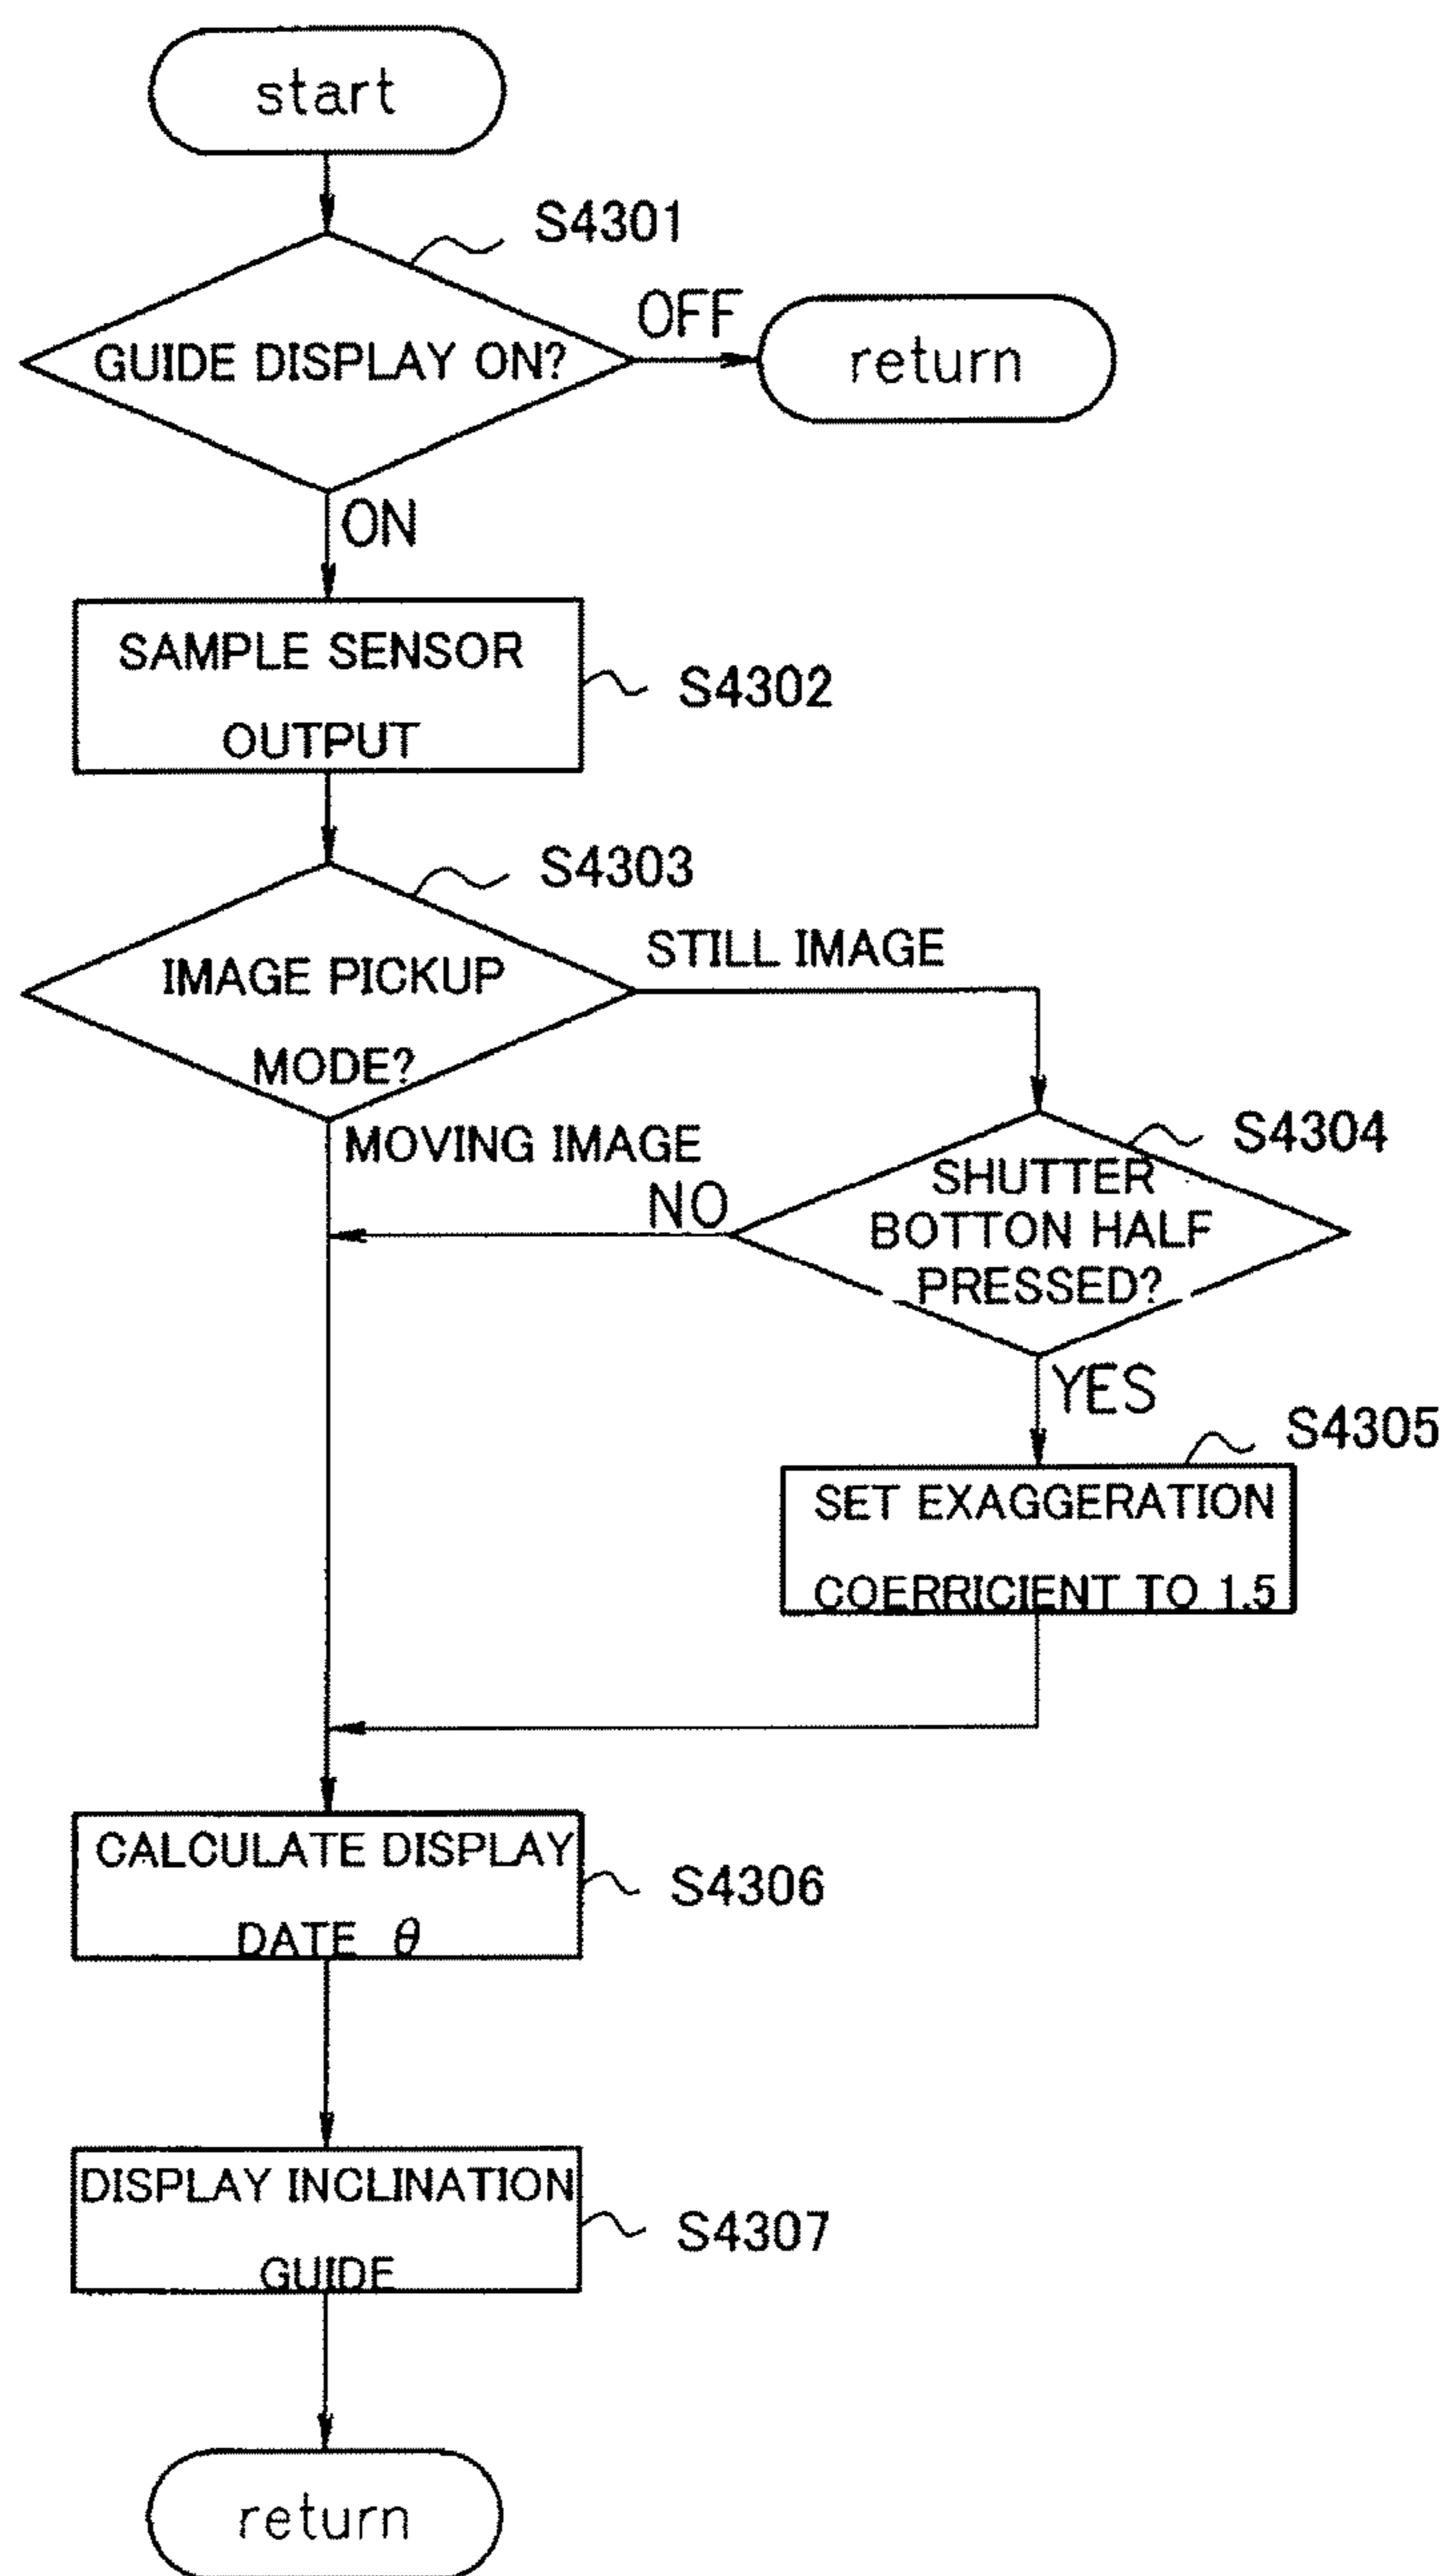 start
S4301
GUIDE DISPLAY ON?
OFF
return
ON
SAMPLE SENSOR
OUTPUT
S4302
S4303
IMAGE PICKUP
MODE?
STILL IMAGE
MOVING IMAGE
S4304
SHUTTER
BOTTON HALF
PRESSED?
NO
YES
S4305
SET EXAGGERATION
COERRICIENT TO 1.5
CALCULATE DISPLAY
DATE θ
S4306
DISPLAY INCLINATION
GUIDE
S4307
return